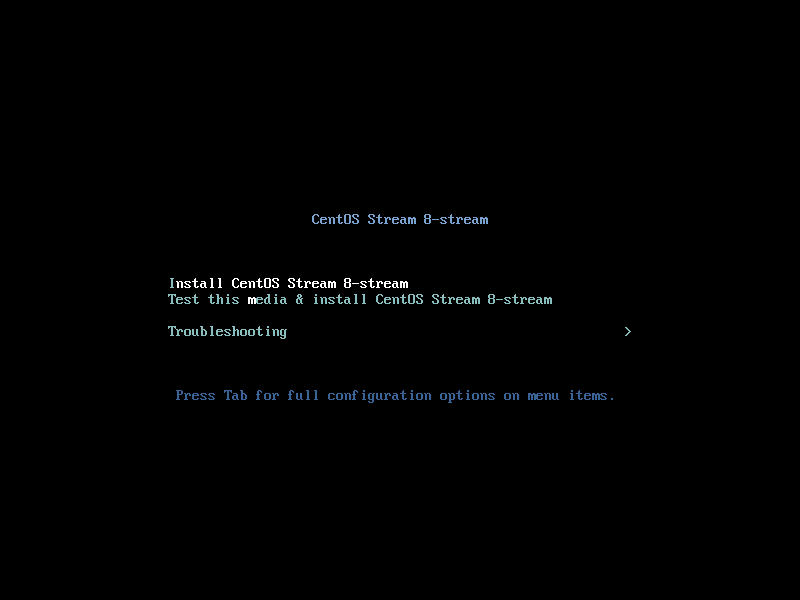 CentOS Stream 8-stream
Install CentOS Stream 8-stream
Test this media & install CentOS Stream 8-stream
Troubleshooting >
Press Tab for full configuration options on menu items.